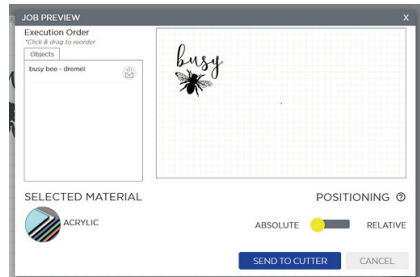 JOB PREVIEW X
Execution Order
*Click & drag to reorder
Objects
busy bee - dremel
busy
SELECTED MATERIAL
ACRYLIC
POSITIONING ?
ABSOLUTE RELATIVE
SEND TO CUTTER CANCEL